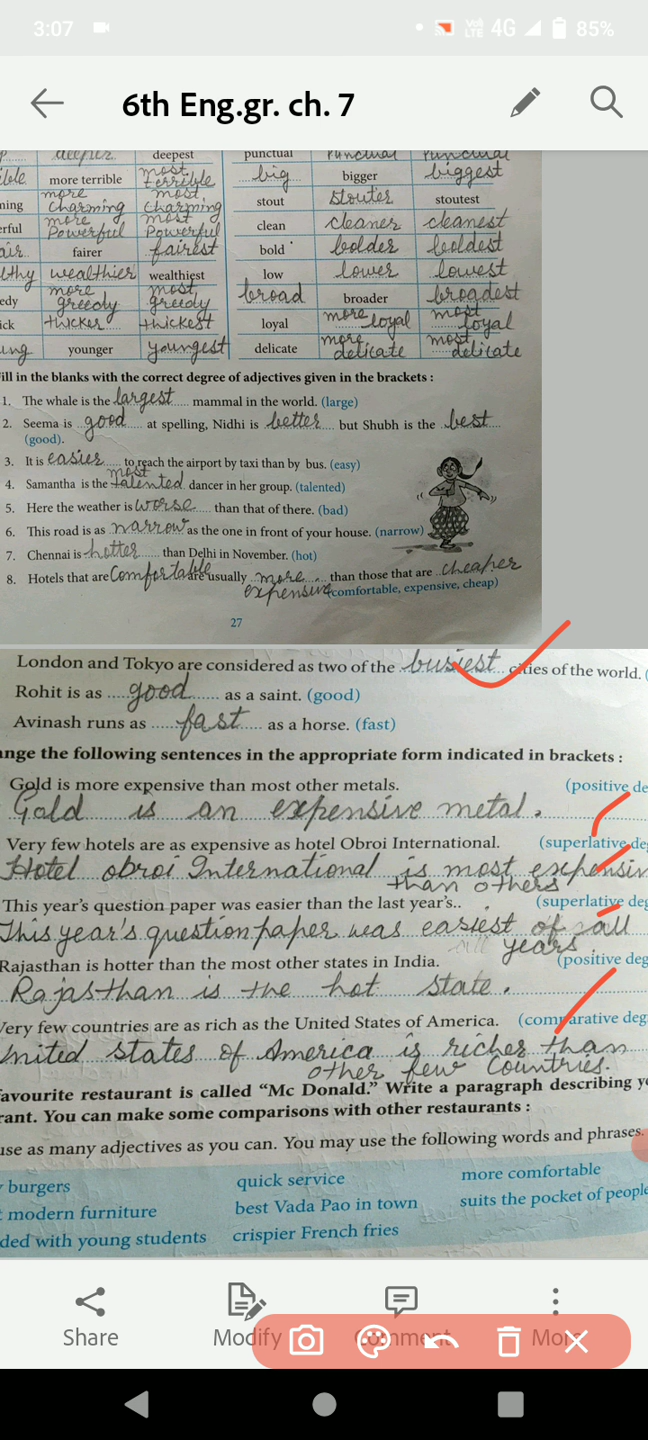 3:07 VoLTE 4G 85%
6th Eng.gr. ch. 7
deeper deepest punctual
ible more terrible most terrible big bigger biggest
ning more charming most charming stout stouter stoutest
erful more Powerful most Powerful clean cleaner cleanest
air fairer fairest bold bolder boldest
lthy wealthier wealthiest low lower lowest
edy more greedy most greedy broad broader broadest
ick thicker thickest loyal more loyal most loyal
ung younger youngest delicate more delicate most delicate
ill in the blanks with the correct degree of adjectives given in the brackets :
1. The whale is the largest mammal in the world. (large)
2. Seema is good at spelling, Nidhi is better but Shubh is the best
(good).
3. It is easier to reach the airport by taxi than by bus. (easy)
4. Samantha is the most talented dancer in her group. (talented)
5. Here the weather is worse than that of there. (bad)
6. This road is as narrow as the one in front of your house. (narrow)
7. Chennai is hotter than Delhi in November. (hot)
8. Hotels that are Comfortable are usually more expensive than those that are cheaper
(comfortable, expensive, cheap)
27
London and Tokyo are considered as two of the busiest cities of the world. (
Rohit is as good as a saint. (good)
Avinash runs as fast as a horse. (fast)
ange the following sentences in the appropriate form indicated in brackets :
Gold is more expensive than most other metals. (positive de
Gold is an expensive metal.
Very few hotels are as expensive as hotel Obroi International. (superlative deg
Hotel obroi International is most expensiv
than others
This year's question paper was easier than the last year's.. (superlative deg
This year's question paper was easiest of all
years.
Rajasthan is hotter than the most other states in India. (positive deg
Rajasthan is the hot state.
Very few countries are as rich as the United States of America. (comparative deg
United states of America is richer than
other few Countries.
favourite restaurant is called “Mc Donald.” Write a paragraph describing y
rant. You can make some comparisons with other restaurants :
use as many adjectives as you can. You may use the following words and phrases.
burgers quick service more comfortable
modern furniture best Vada Pao in town suits the pocket of people
ded with young students crispier French fries
Share Modify Comment More